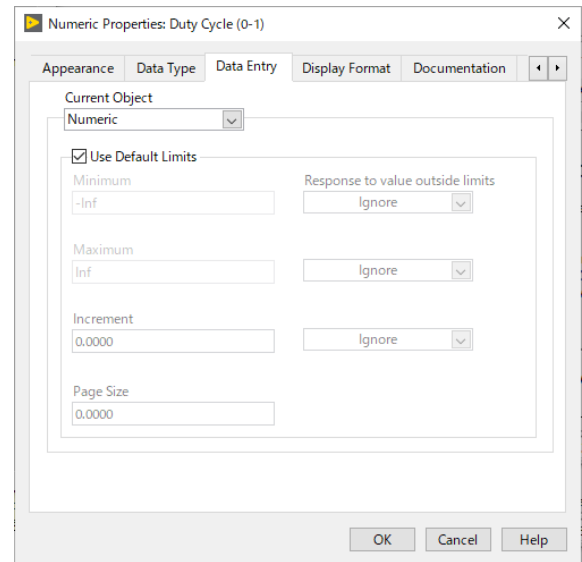 Numeric Properties: Duty Cycle (0-1)
Appearance Data Type Data Entry Display Format Documentation
Current Object
Numeric
Use Default Limits
Minimum Response to value outside limits
-Inf Ignore
Maximum
Inf Ignore
Increment
0.0000 Ignore
Page Size
0.0000
OK Cancel Help